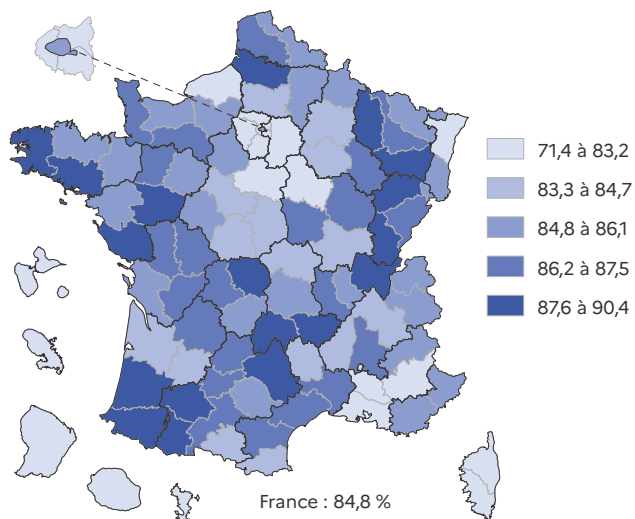 71,4 à 83,2
83,3 à 84,7
84,8 à 86,1
86,2 à 87,5
87,6 à 90,4
France : 84,8 %